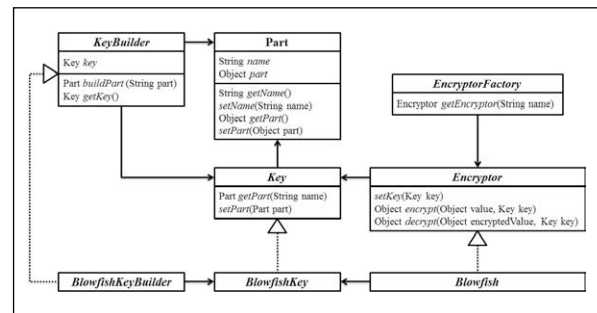 KeyBuilder
Key key
Part buildPart (String part)
Key getKey()
Part
String name
Object part
String getName()
setName(String name)
Object getPart()
setPart(Object part)
EncryptorFactory
Encryptor getEncryptor(String name)
Key
Part getPart(String name)
setPart(Part part)
Encryptor
setKey(Key key)
Object encrypt(Object value, Key key)
Object decrypt(Object encryptedValue, Key key)
BlowfishKeyBuilder
BlowfishKey
Blowfish